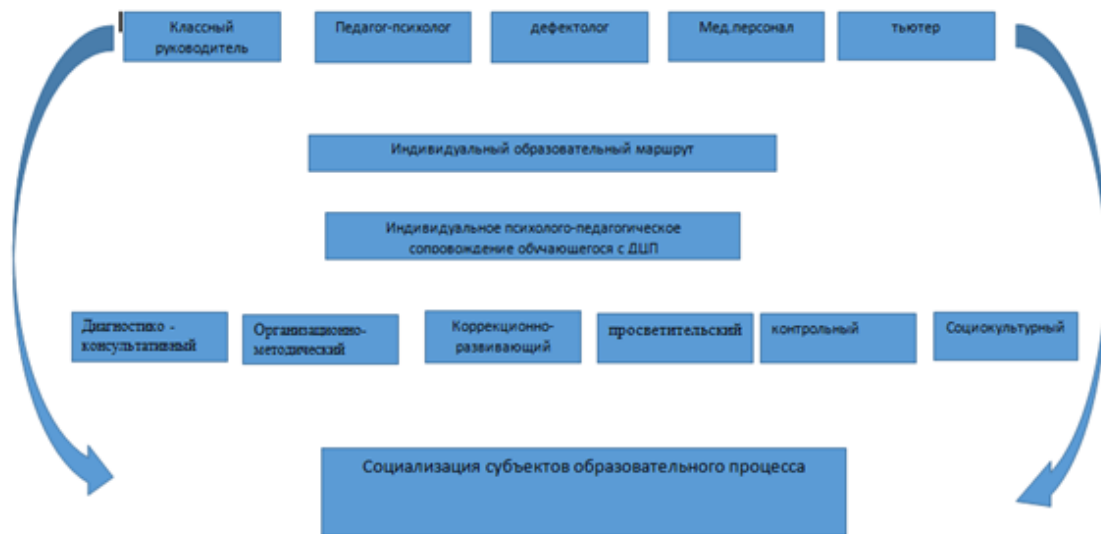 Классный
руководитель
Педагог-психолог
дефектолог
Мед.персонал
тьютер
Индивидуальный образовательный маршрут
Индивидуальное психолого-педагогическое
сопровождение обучающегося с ДЦП
Диагностико -
консультативный
Организационно-
методический
Коррекционно-
развивающий
просветительский
контрольный
Социокультурный
Социализация субъектов образовательного процесса